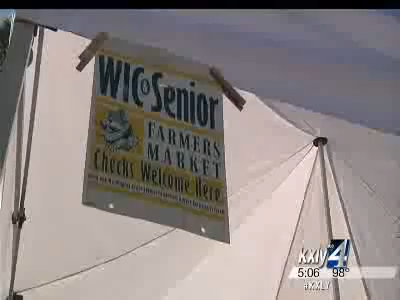 WIC o Senior
FARMERS
MARKET
Checks Welcome Here
KXLY 4
5:06 98°
#KXLY